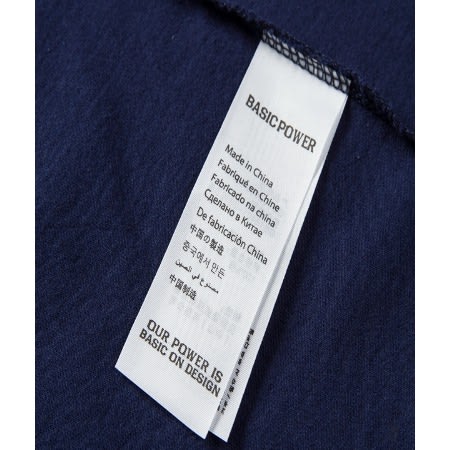 BASIC POWER
Made in China
Fabriqué en Chine
Fabricado na china
Сделано в Китае
De fabricación China
中国の製造
중국에서 만든
مصنوع في الصين
中国制造
OUR POWER IS
BASIC ON DESIGN